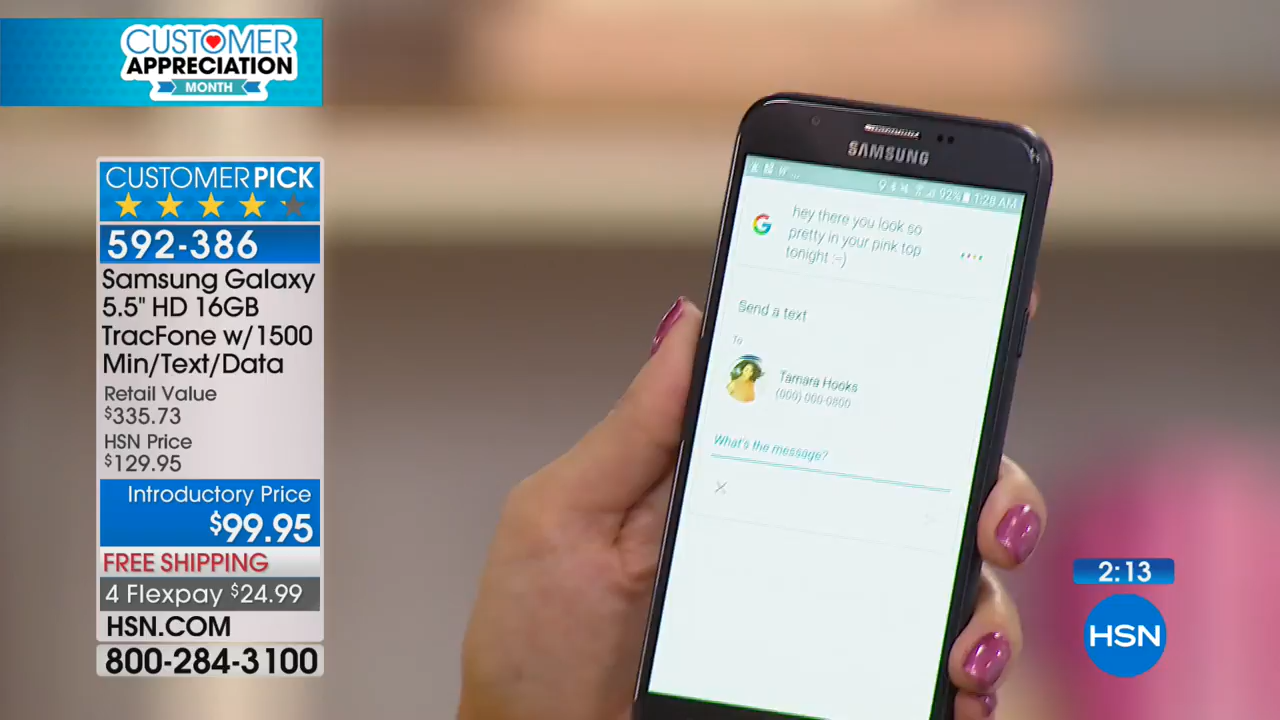 CUSTOMER
APPRECIATION
MONTH
CUSTOMER PICK
592-386
Samsung Galaxy
5.5" HD 16GB
TracFone w/1500
Min/Text/Data
Retail Value
$335.73
HSN Price
$129.95
Introductory Price
$99.95
FREE SHIPPING
4 Flexpay $24.99
HSN.COM
800-284-3100
SAMSUNG
92% 1:28 AM
hey there you look so
pretty in your pink top
tonight :-)
Send a text
To
Tamara Hooks
(000) 000-0800
What's the message?
2:13
HSN